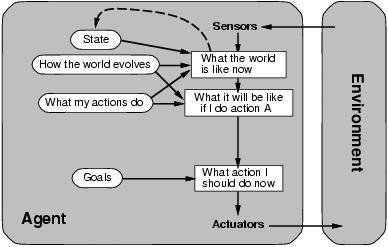 Sensors
State
What the world
is like now
How the world evolves
What my actions do
What it will be like
if I do action A
Goals
What action I
should do now
Agent
Actuators
Environment